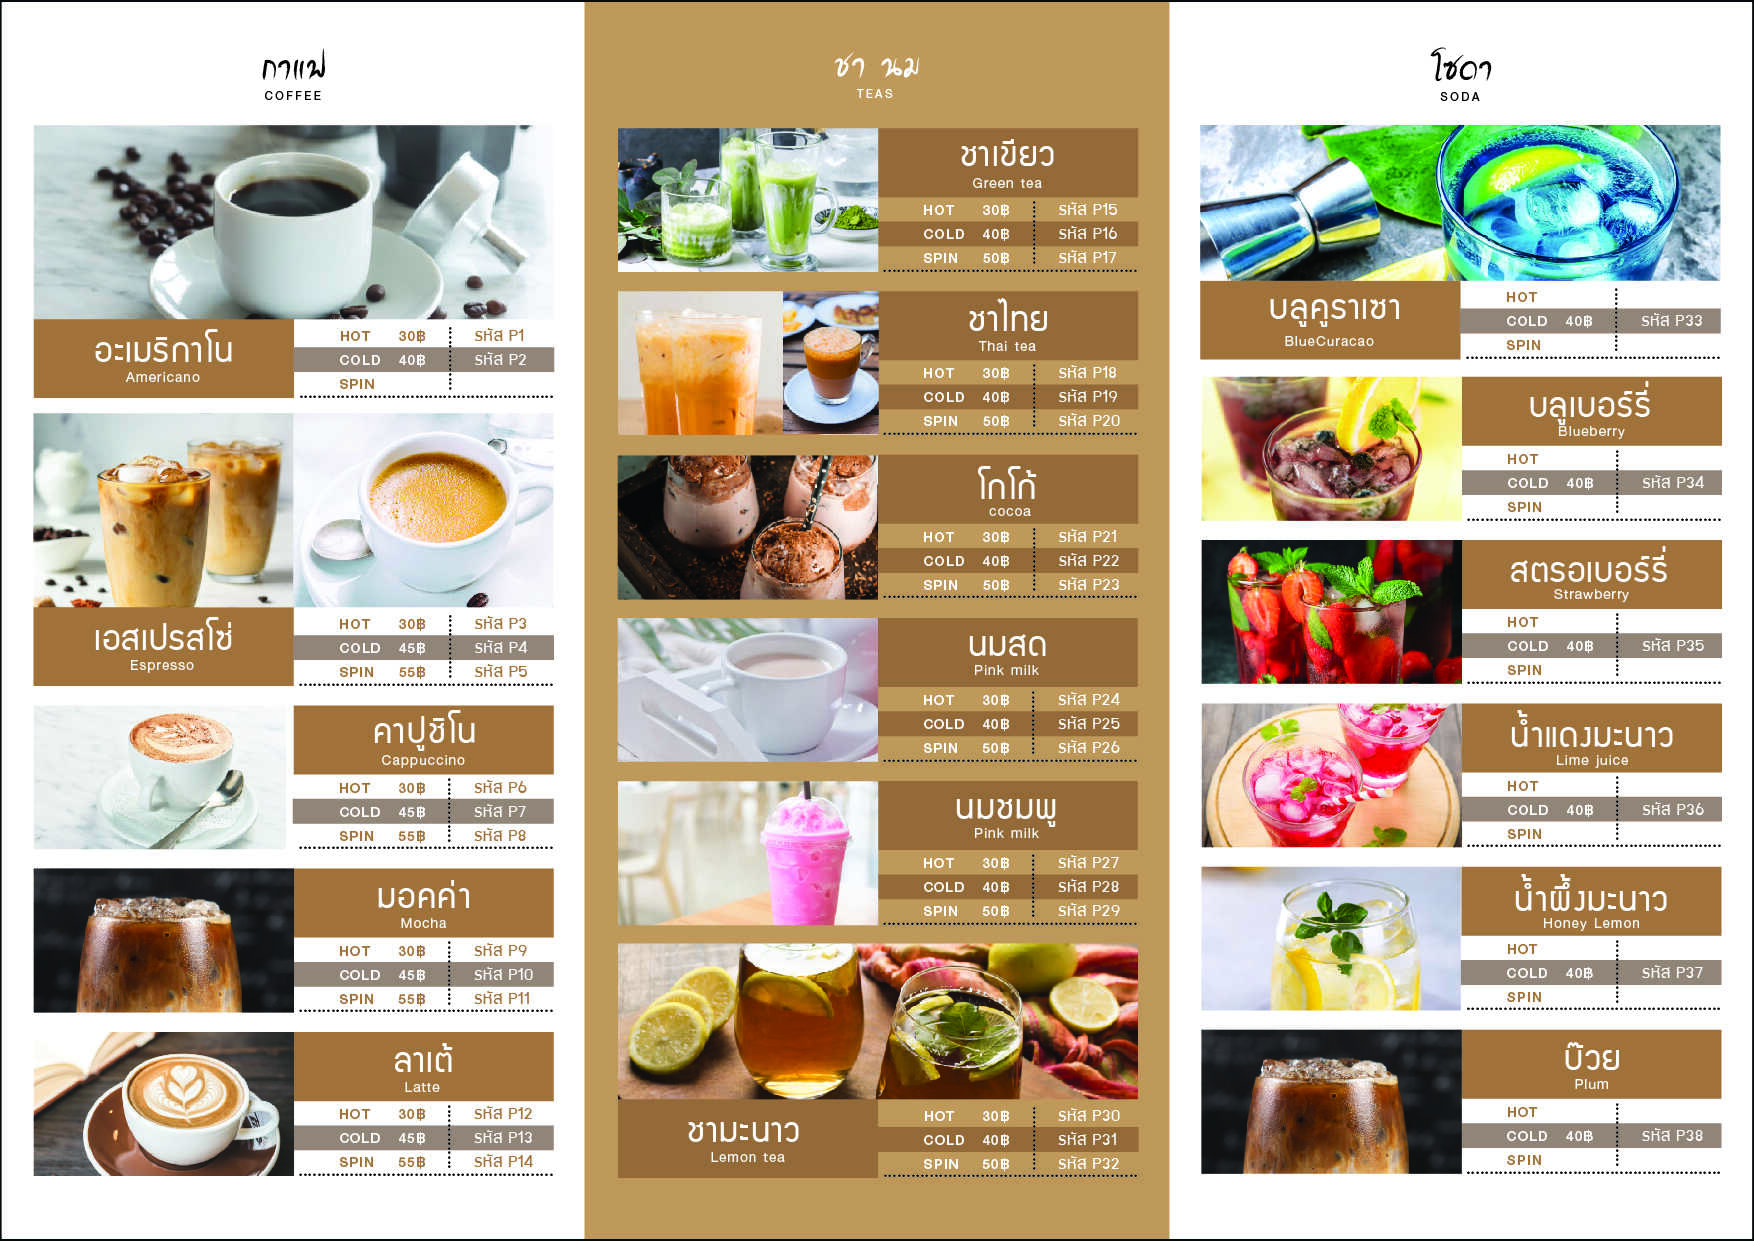 กาแฟ
COFFEE
อะเมริกาโน
Americano
HOT 30฿ รหัส P1
COLD 40฿ รหัส P2
SPIN
เอสเปรสโซ่
Espresso
HOT 30฿ รหัส P3
COLD 45฿ รหัส P4
SPIN 55฿ รหัส P5
คาปูชิโน
Cappuccino
HOT 30฿ รหัส P6
COLD 45฿ รหัส P7
SPIN 55฿ รหัส P8
มอคค่า
Mocha
HOT 30฿ รหัส P9
COLD 45฿ รหัส P10
SPIN 55฿ รหัส P11
ลาเต้
Latte
HOT 30฿ รหัส P12
COLD 45฿ รหัส P13
SPIN 55฿ รหัส P14
ชา นม
TEAS
ชาเขียว
Green tea
HOT 30฿ รหัส P15
COLD 40฿ รหัส P16
SPIN 50฿ รหัส P17
ชาไทย
Thai tea
HOT 30฿ รหัส P18
COLD 40฿ รหัส P19
SPIN 50฿ รหัส P20
โกโก้
cocoa
HOT 30฿ รหัส P21
COLD 40฿ รหัส P22
SPIN 50฿ รหัส P23
นมสด
Pink milk
HOT 30฿ รหัส P24
COLD 40฿ รหัส P25
SPIN 50฿ รหัส P26
นมชมพู
Pink milk
HOT 30฿ รหัส P27
COLD 40฿ รหัส P28
SPIN 50฿ รหัส P29
ชามะนาว
Lemon tea
HOT 30฿ รหัส P30
COLD 40฿ รหัส P31
SPIN 50฿ รหัส P32
โซดา
SODA
บลูคูราเซา
BlueCuracao
HOT
COLD 40฿ รหัส P33
SPIN
บลูเบอร์รี่
Blueberry
HOT
COLD 40฿ รหัส P34
SPIN
สตรอเบอร์รี่
Strawberry
HOT
COLD 40฿ รหัส P35
SPIN
น้ำแดงมะนาว
Lime juice
HOT
COLD 40฿ รหัส P36
SPIN
น้ำผึ้งมะนาว
Honey Lemon
HOT
COLD 40฿ รหัส P37
SPIN
บ๊วย
Plum
HOT
COLD 40฿ รหัส P38
SPIN